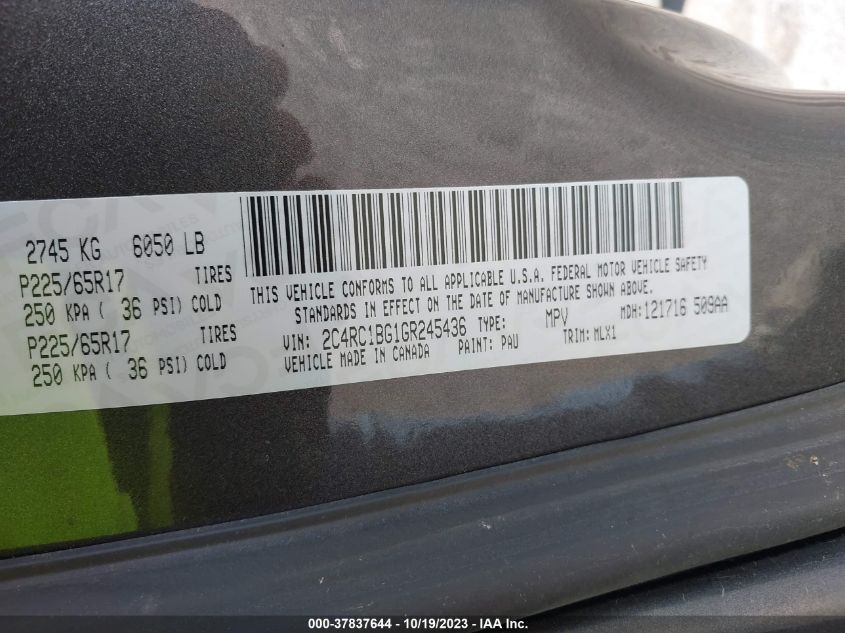 2745 KG 6050 LB
P225/65R17 TIRES
250 KPA ( 36 PSI) COLD
P225/65R17 TIRES
250 KPA ( 36 PSI) COLD
THIS VEHICLE CONFORMS TO ALL APPLICABLE U.S.A. FEDERAL MOTOR VEHICLE SAFETY
STANDARDS IN EFFECT ON THE DATE OF MANUFACTURE SHOWN ABOVE.
VIN: 2C4RC1BG1GR245436 TYPE: MPV MDH:121716 509AA
VEHICLE MADE IN CANADA PAINT: PAU TRIM: MLX1
000-37837644 - 10/19/2023 - IAA Inc.